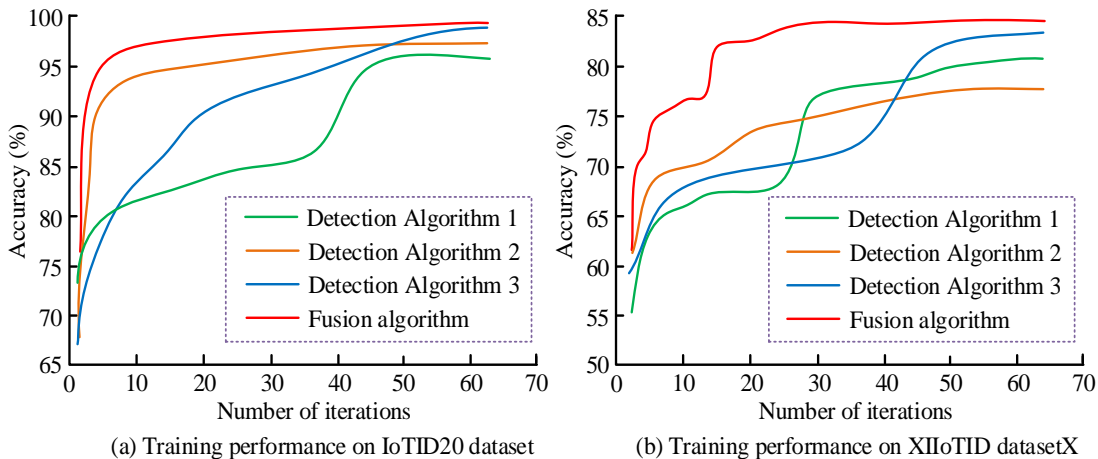 100
95
90
85
80
75
70
65
Accuracy (%)
Detection Algorithm 1
Detection Algorithm 2
Detection Algorithm 3
Fusion algorithm
0 10 20 30 40 50 60 70
Number of iterations
(a) Training performance on IoTID20 dataset
85
80
75
70
65
60
55
50
Accuracy (%)
Detection Algorithm 1
Detection Algorithm 2
Detection Algorithm 3
Fusion algorithm
0 10 20 30 40 50 60 70
Number of iterations
(b) Training performance on XIIoTID datasetX